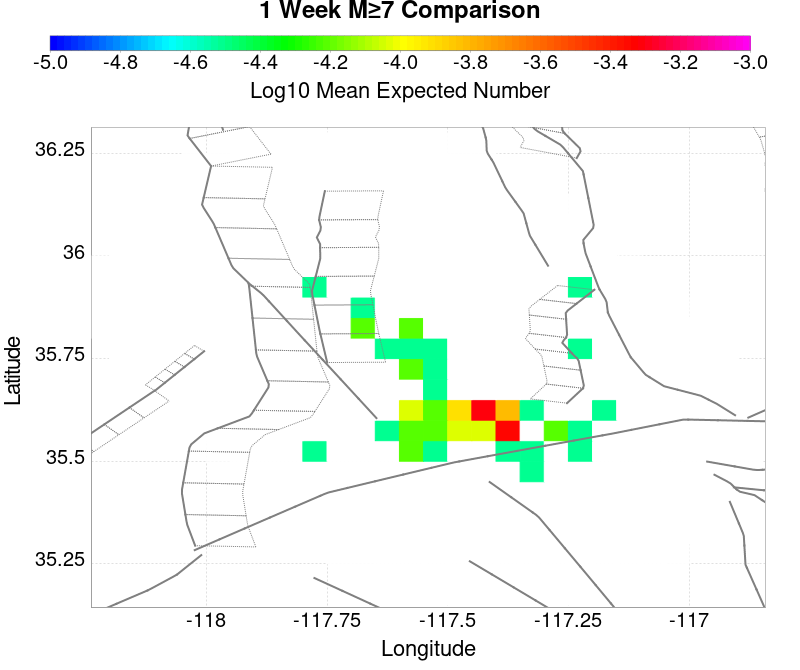 1 Week M≥7 Comparison
-5.0 -4.8 -4.6 -4.4 -4.2 -4.0 -3.8 -3.6 -3.4 -3.2 -3.0
Log10 Mean Expected Number
36.25
36
35.75
35.5
35.25
Latitude
-118 -117.75 -117.5 -117.25 -117
Longitude